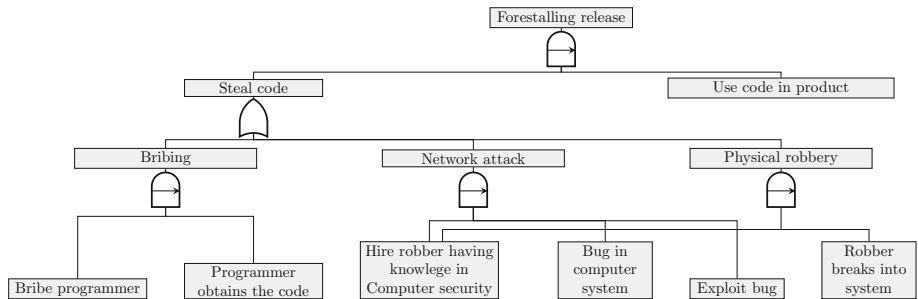 Forestalling release
Steal code
Use code in product
Bribing
Network attack
Physical robbery
Bribe programmer
Programmer
obtains the code
Hire robber having
knowlege in
Computer security
Bug in
computer
system
Exploit bug
Robber
breaks into
system